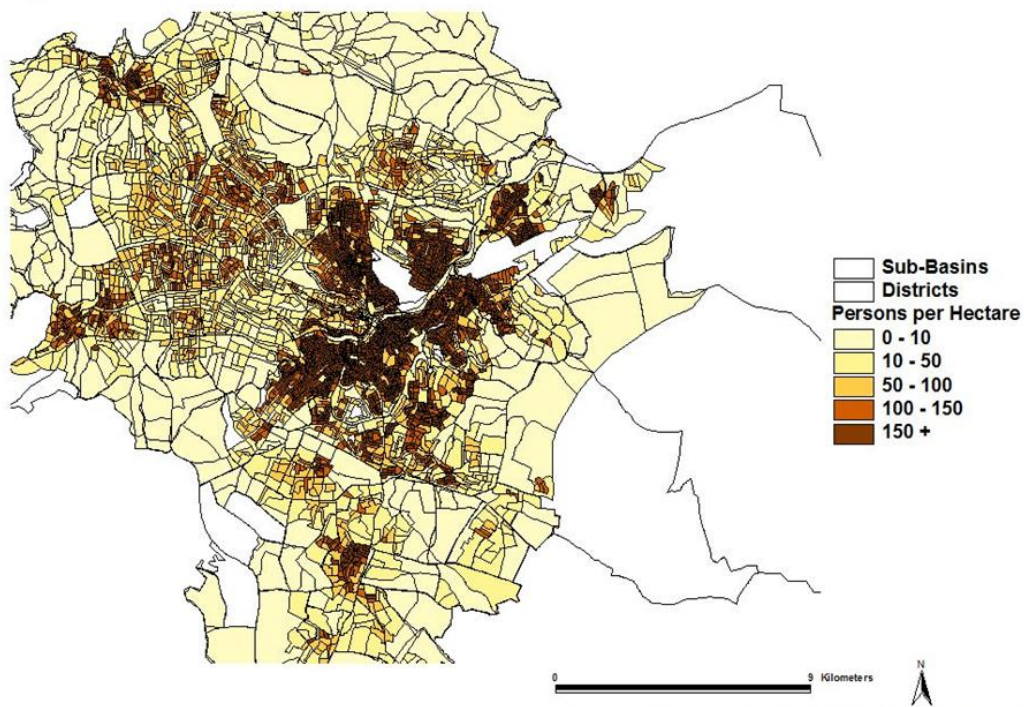 Sub-Basins
Districts
Persons per Hectare
0 - 10
10 - 50
50 - 100
100 - 150
150 +
0 9 Kilometers
N